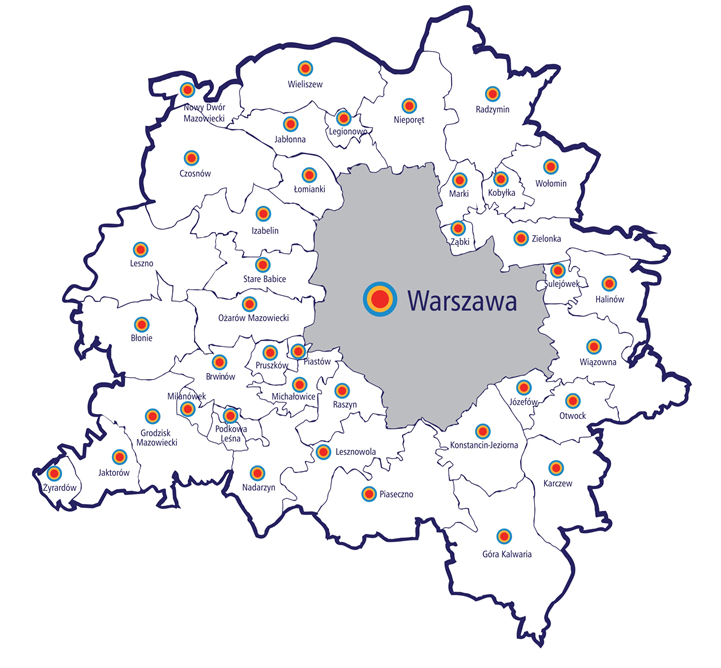 Wieliszew
Nowy Dwór
Mazowiecki
Radzymin
Nieporęt
Legionowo
Jabłonna
Czosnów
Łomianki
Marki
Kobyłka
Wołomin
Izabelin
Ząbki
Zielonka
Leszno
Stare Babice
Sulejówek
Halinów
Warszawa
Ożarów Mazowiecki
Błonie
Wiązowna
Pruszków
Piastów
Brwinów
Michałowice
Raszyn
Milanówek
Józefów
Otwock
Grodzisk
Mazowiecki
Podkowa
Leśna
Konstancin-Jeziorna
Lesznowola
Jaktorów
Żyrardów
Nadarzyn
Karczew
Piaseczno
Góra Kalwaria